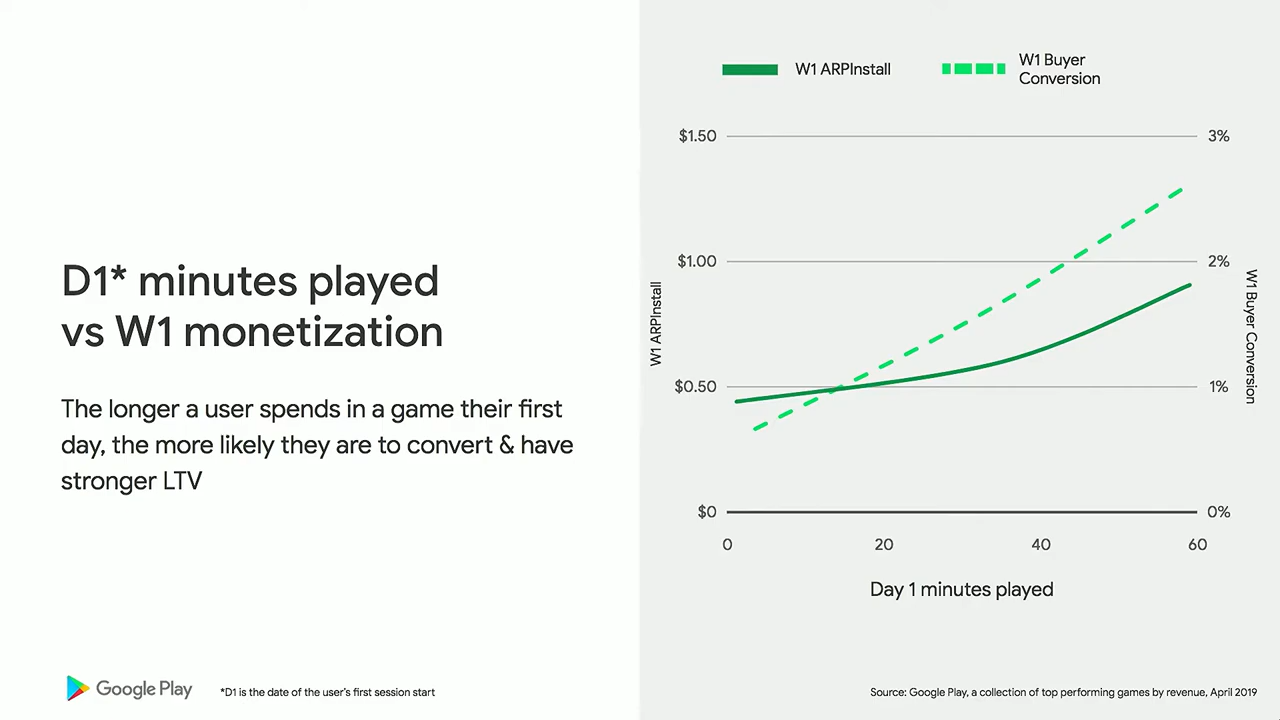 D1* minutes played
vs W1 monetization
The longer a user spends in a game their first
day, the more likely they are to convert & have
stronger LTV
Google Play
*D1 is the date of the user's first session start
W1 ARPInstall
W1 Buyer
Conversion
$1.50
3%
$1.00
2%
$0.50
1%
$0
0%
W1 ARPInstall
W1 Buyer Conversion
0
20
40
60
Day 1 minutes played
Source: Google Play, a collection of top performing games by revenue, April 2019